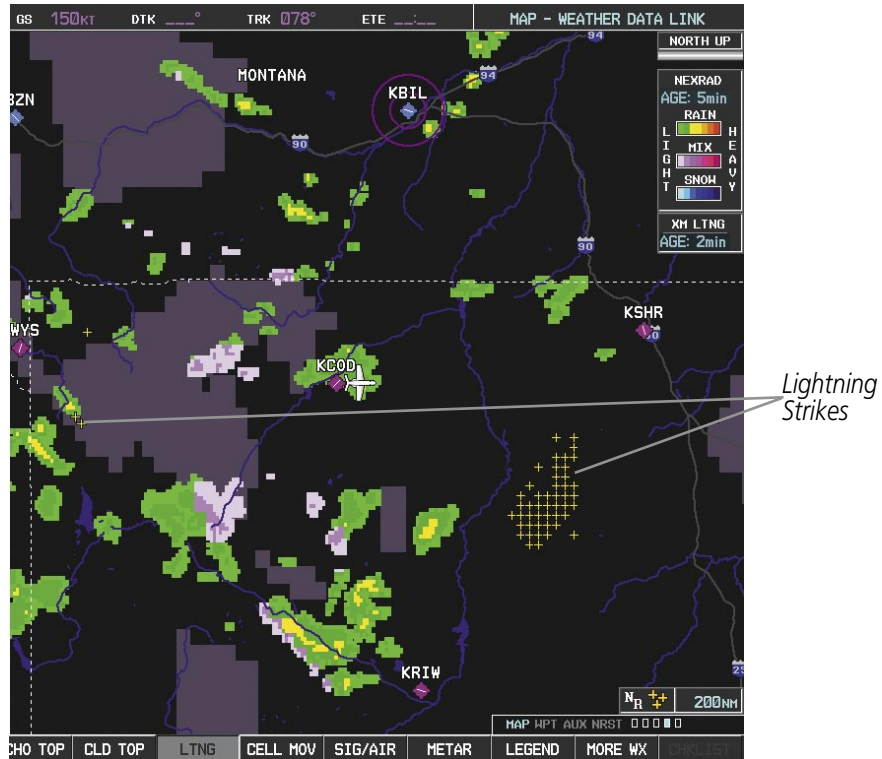 GS 150KT DTK ___° TRK 078° ETE __:__ MAP - WEATHER DATA LINK
NORTH UP
94
MONTANA
94
KBIL
BZN
90
NEXRAD
AGE: 5min
RAIN
MIX
SNOW
LIGHT
HEAVY
XM LTNG
AGE: 2min
90
KSHR
90
WYS
KCOD
Lightning
Strikes
KRIW
25
NR 200NM
MAP WPT AUX NRST
CHO TOP CLD TOP LTNG CELL MOV SIG/AIR METAR LEGEND MORE WX CHKLIST